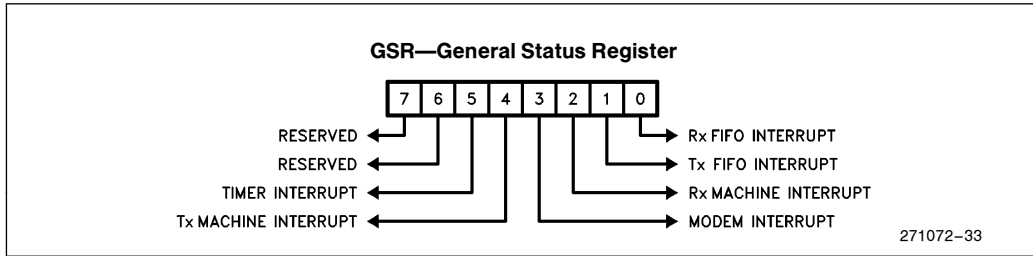 GSR—General Status Register
7 6 5 4 3 2 1 0
RESERVED
RESERVED
TIMER INTERRUPT
Tx MACHINE INTERRUPT
Rx FIFO INTERRUPT
Tx FIFO INTERRUPT
Rx MACHINE INTERRUPT
MODEM INTERRUPT
271072–33